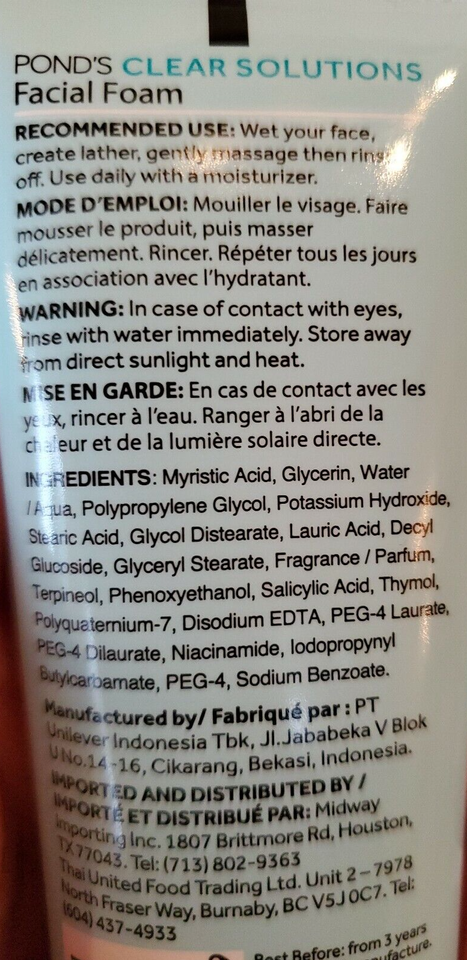 POND'S CLEAR SOLUTIONS
Facial Foam
RECOMMENDED USE: Wet your face,
create lather, gently massage then rinse
off. Use daily with a moisturizer.
MODE D'EMPLOI: Mouiller le visage. Faire
mousser le produit, puis masser
délicatement. Rincer. Répéter tous les jours
en association avec l'hydratant.
WARNING: In case of contact with eyes,
rinse with water immediately. Store away
from direct sunlight and heat.
MISE EN GARDE: En cas de contact avec les
yeux, rincer à l'eau. Ranger à l'abri de la
chaleur et de la lumière solaire directe.
INGREDIENTS: Myristic Acid, Glycerin, Water
/ Aqua, Polypropylene Glycol, Potassium Hydroxide,
Stearic Acid, Glycol Distearate, Lauric Acid, Decyl
Glucoside, Glyceryl Stearate, Fragrance / Parfum,
Terpineol, Phenoxyethanol, Salicylic Acid, Thymol,
Polyquaternium-7, Disodium EDTA, PEG-4 Laurate,
PEG-4 Dilaurate, Niacinamide, Iodopropynyl
Butylcarbamate, PEG-4, Sodium Benzoate.
Manufactured by/ Fabriqué par : PT
Unilever Indonesia Tbk, Jl.Jababeka V Blok
U No.14-16, Cikarang, Bekasi, Indonesia.
IMPORTED AND DISTRIBUTED BY /
IMPORTÉ ET DISTRIBUÉ PAR: Midway
Importing Inc. 1807 Brittmore Rd, Houston,
TX 77043. Tel: (713) 802-9363
Thai United Food Trading Ltd. Unit 2 – 7978
North Fraser Way, Burnaby, BC V5J 0C7. Tel:
(604) 437-4933
Best Before: from 3 years